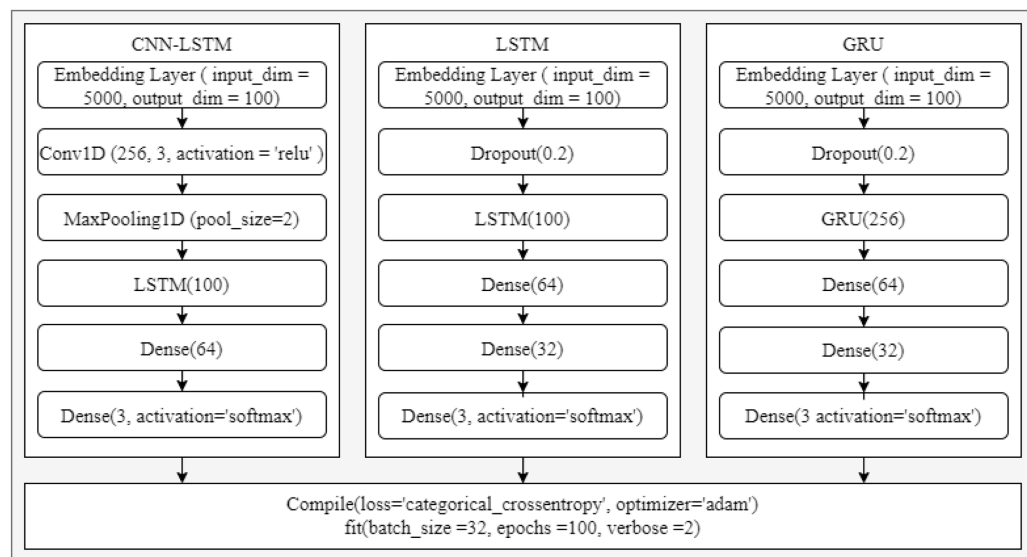 CNN-LSTM
Embedding Layer ( input_dim =
5000, output_dim = 100)
Conv1D (256, 3, activation = 'relu' )
MaxPooling1D (pool_size=2)
LSTM(100)
Dense(64)
Dense(3, activation='softmax')
LSTM
Embedding Layer ( input_dim =
5000, output_dim = 100)
Dropout(0.2)
LSTM(100)
Dense(64)
Dense(32)
Dense(3, activation='softmax')
GRU
Embedding Layer ( input_dim =
5000, output_dim = 100)
Dropout(0.2)
GRU(256)
Dense(64)
Dense(32)
Dense(3 activation='softmax')
Compile(loss='categorical_crossentropy', optimizer='adam')
fit(batch_size =32, epochs =100, verbose =2)